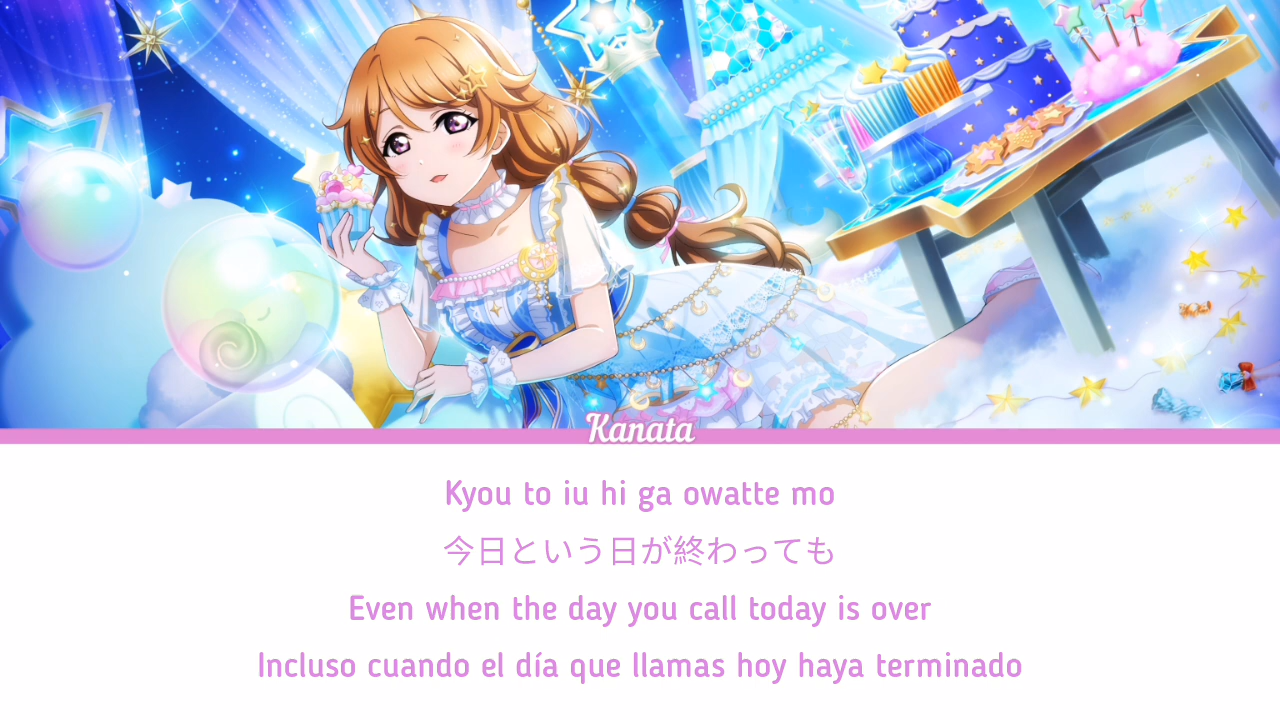 Kanata
Kyou to iu hi ga owatte mo
今日という日が終わっても
Even when the day you call today is over
Incluso cuando el día que llamas hoy haya terminado